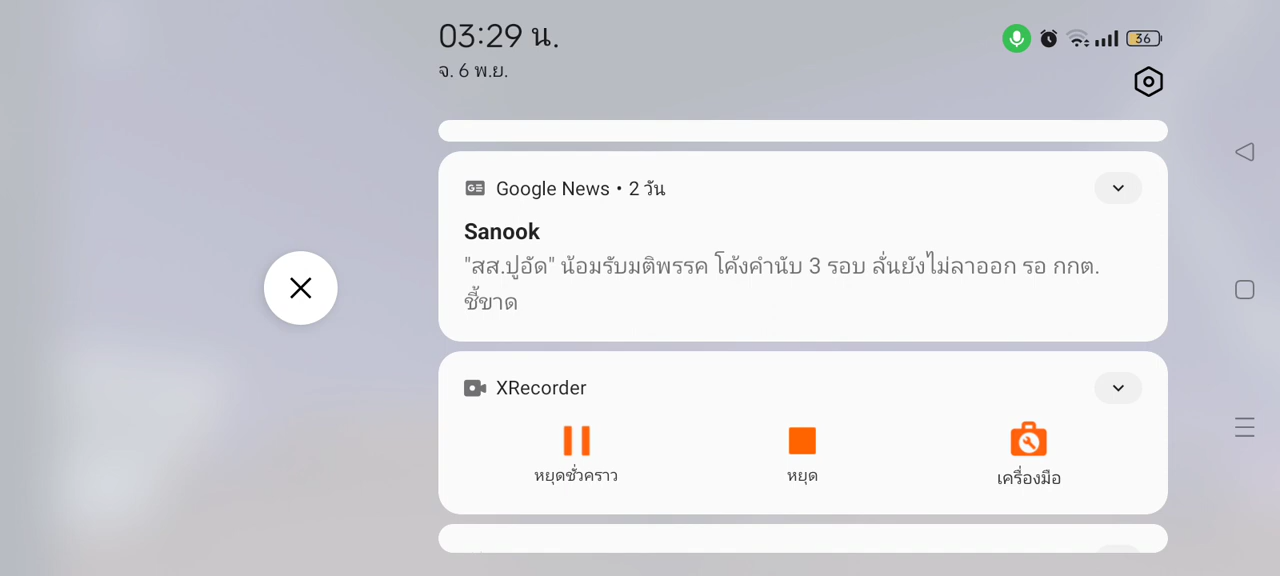 03:29 น.
จ. 6 พ.ย.
36
Google News • 2 วัน
Sanook
"สส.ปูอัด" น้อมรับมติพรรค โค้งคำนับ 3 รอบ ลั่นยังไม่ลาออก รอ กกต.
ชี้ขาด
XRecorder
หยุดชั่วคราว
หยุด
เครื่องมือ